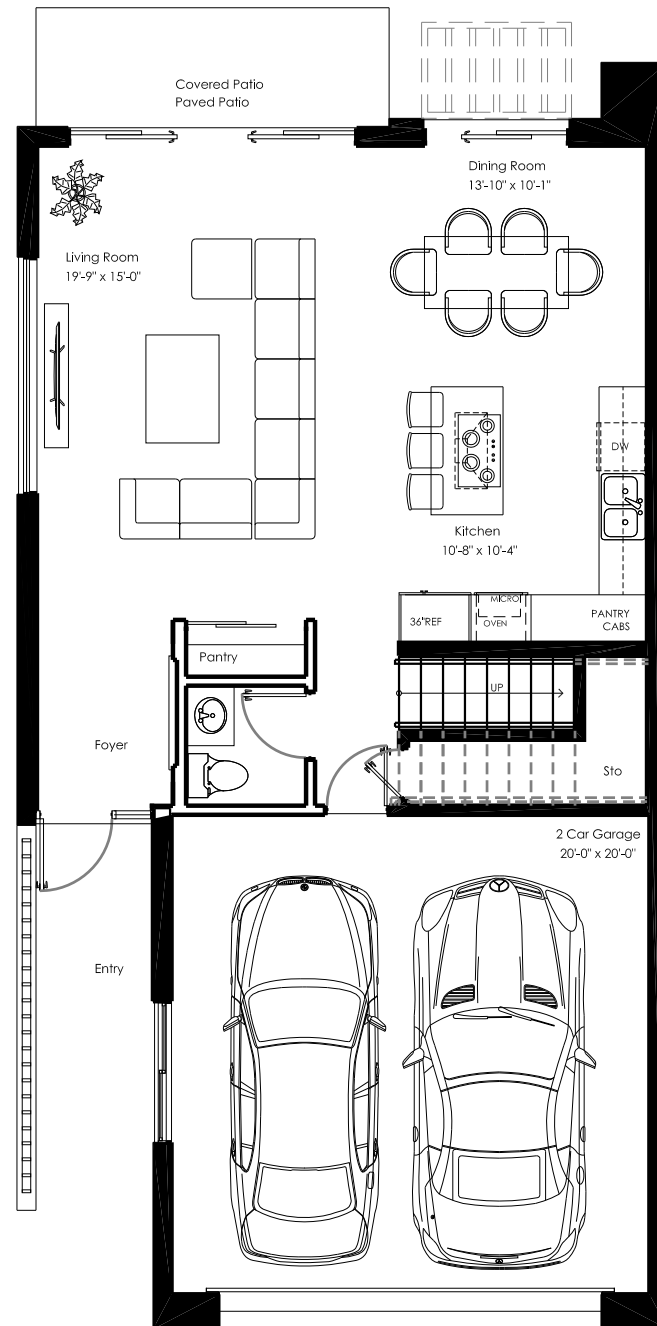 Covered Patio
Paved Patio
Dining Room
13'-10" x 10'-1"
Living Room
19'-9" x 15'-0"
DW
Kitchen
10'-8" x 10'-4"
MICRO
36"REF
OVEN
PANTRY
CABS
Pantry
UP
Foyer
Sto
2 Car Garage
20'-0" x 20'-0"
Entry